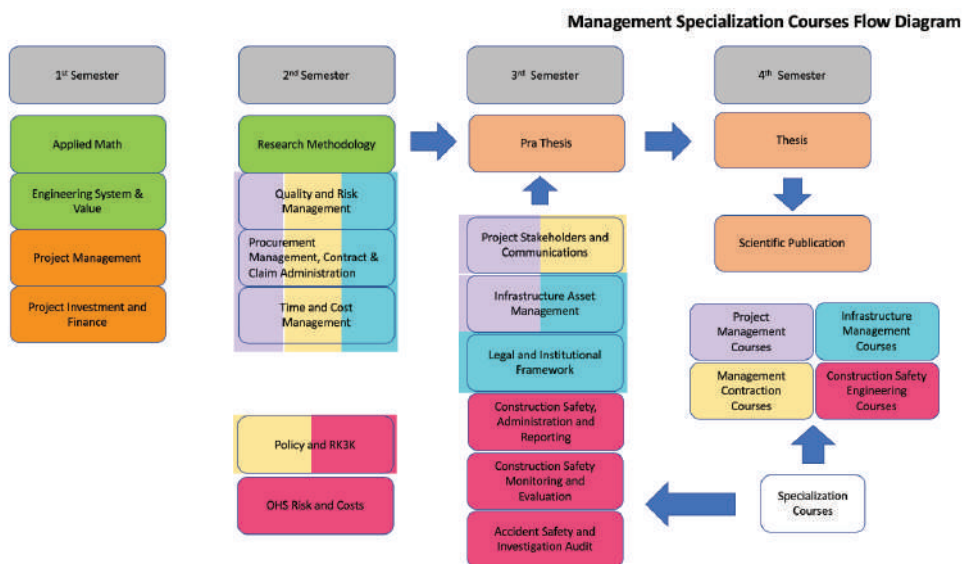 Management Specialization Courses Flow Diagram
1st Semester
2nd Semester
3rd Semester
4th Semester
Applied Math
Engineering System &
Value
Project Management
Project Investment and
Finance
Research Methodology
Quality and Risk
Management
Procurement
Management, Contract &
Claim Administration
Time and Cost
Management
Policy and RK3K
OHS Risk and Costs
Pra Thesis
Project Stakeholders and
Communications
Infrastructure Asset
Management
Legal and Institutional
Framework
Construction Safety,
Administration and
Reporting
Construction Safety
Monitoring and
Evaluation
Accident Safety and
Investigation Audit
Thesis
Scientific Publication
Project
Management
Courses
Infrastructure
Management
Courses
Management
Contraction
Courses
Construction Safety
Engineering
Courses
Specialization
Courses